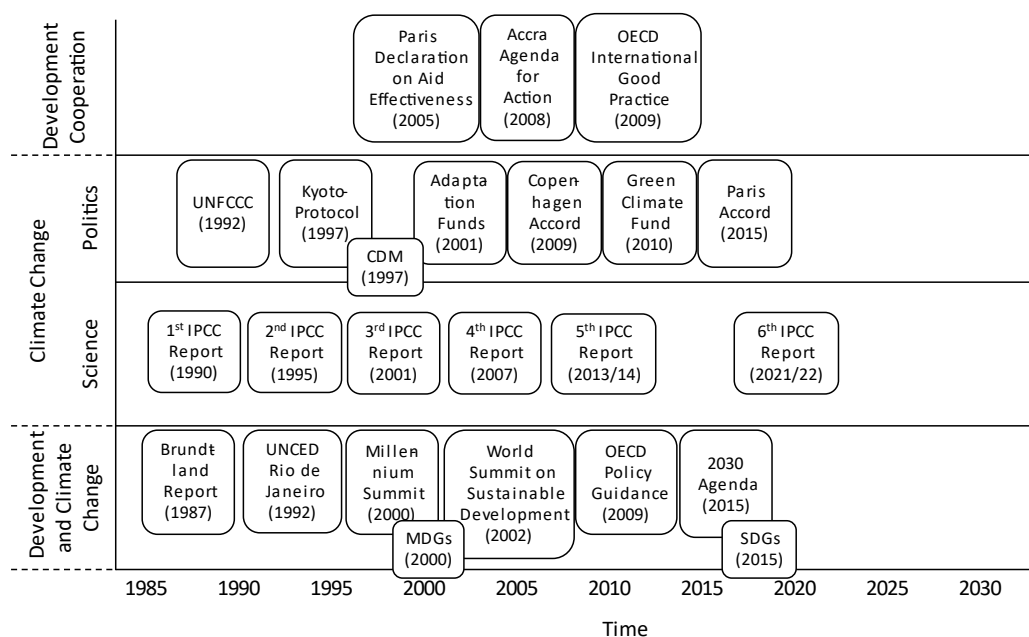 Development
Cooperation
Paris
Declaration
on Aid
Effectiveness
(2005)
Accra
Agenda
for
Action
(2008)
OECD
International
Good
Practice
(2009)
Climate Change
Politics
UNFCCC
(1992)
Kyoto-
Protocol
(1997)
CDM
(1997)
Adapta-
tion
Funds
(2001)
Copen-
hagen
Accord
(2009)
Green
Climate
Fund
(2010)
Paris
Accord
(2015)
Science
1st IPCC
Report
(1990)
2nd IPCC
Report
(1995)
3rd IPCC
Report
(2001)
4th IPCC
Report
(2007)
5th IPCC
Report
(2013/14)
6th IPCC
Report
(2021/22)
Development
and Climate
Change
Brundt-
land
Report
(1987)
UNCED
Rio de
Janeiro
(1992)
Millen-
nium
Summit
(2000)
MDGs
(2000)
World
Summit on
Sustainable
Development
(2002)
OECD
Policy
Guidance
(2009)
2030
Agenda
(2015)
SDGs
(2015)
1985 1990 1995 2000 2005 2010 2015 2020 2025 2030
Time